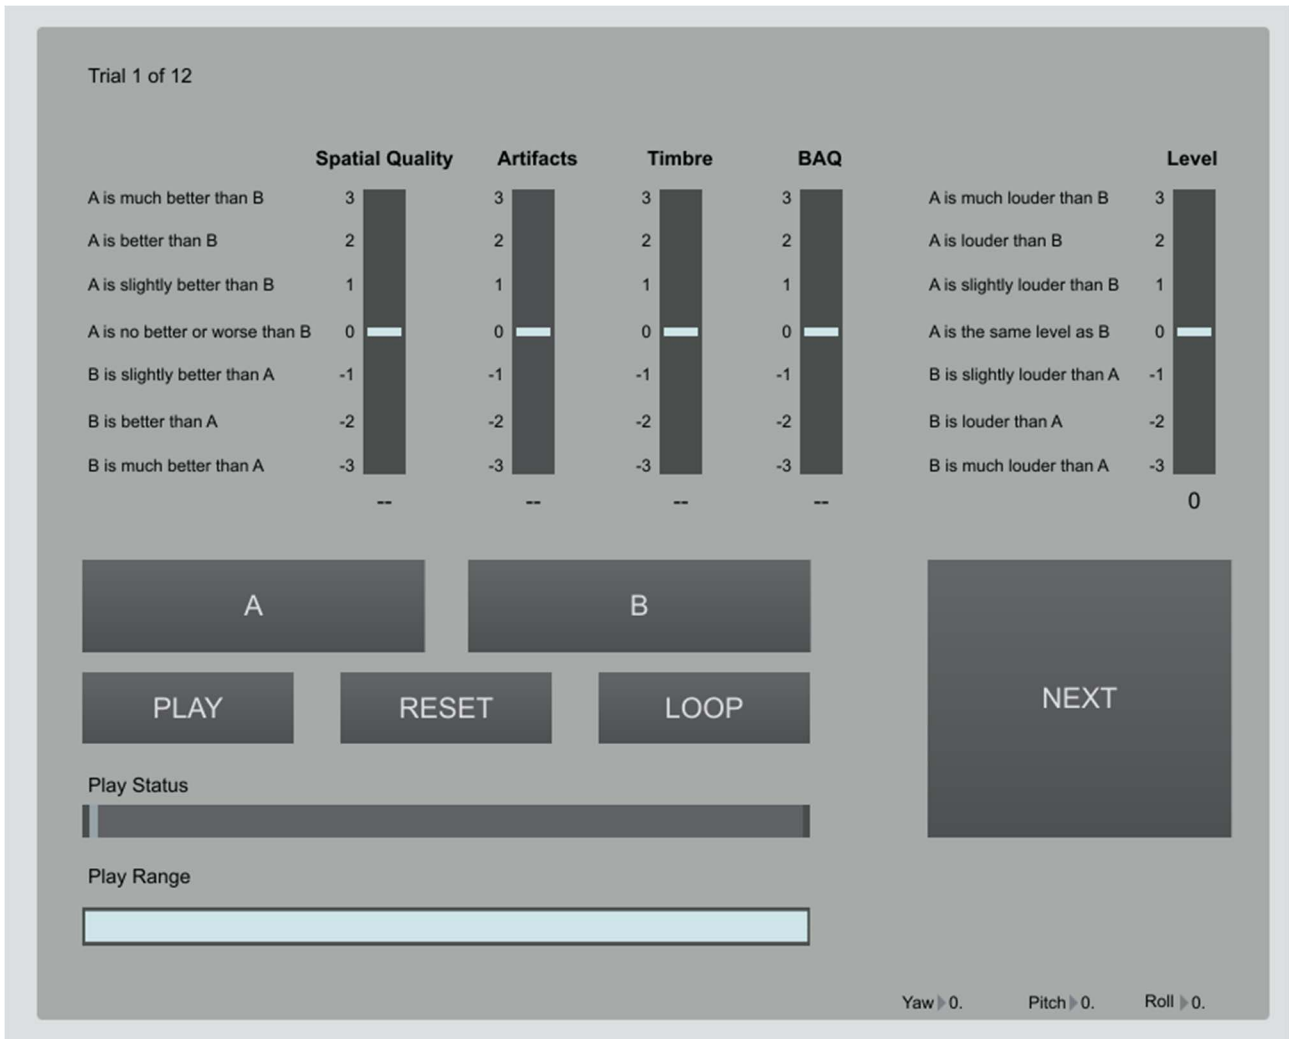 Trial 1 of 12
Spatial Quality Artifacts Timbre BAQ Level
A is much better than B 3 3 3 3 A is much louder than B 3
A is better than B 2 2 2 2 A is louder than B 2
A is slightly better than B 1 1 1 1 A is slightly louder than B 1
A is no better or worse than B 0 0 0 0 A is the same level as B 0
B is slightly better than A -1 -1 -1 -1 B is slightly louder than A -1
B is better than A -2 -2 -2 -2 B is louder than A -2
B is much better than A -3 -3 -3 -3 B is much louder than A -3
-- -- -- -- 0
A B
PLAY RESET LOOP NEXT
Play Status
Play Range
Yaw 0. Pitch 0. Roll 0.